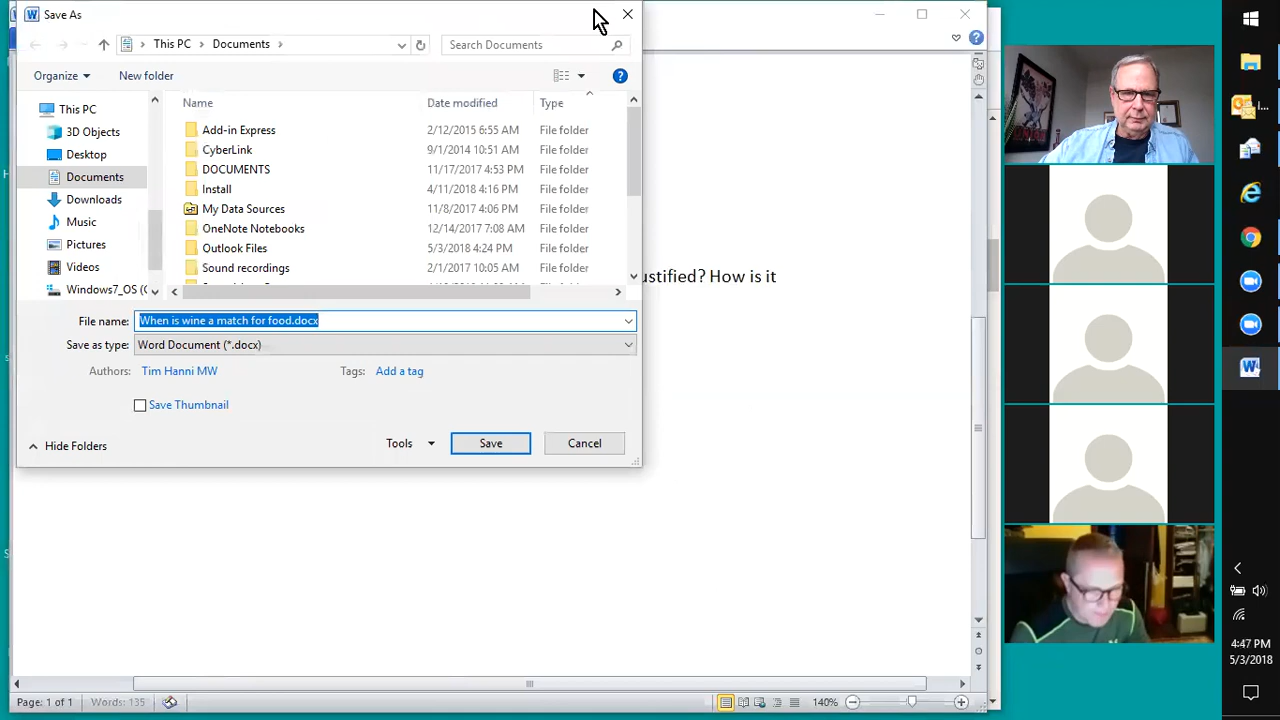 Save As
This PC
Documents
Search Documents
Organize
New folder
This PC
3D Objects
Desktop
Documents
Downloads
Music
Pictures
Videos
Windows7_OS (C
Name Date modified Type
Add-in Express 2/12/2015 6:55 AM File folder
CyberLink 9/1/2014 10:51 AM File folder
DOCUMENTS 11/17/2017 4:53 PM File folder
Install 4/11/2018 4:16 PM File folder
My Data Sources 11/8/2017 4:06 PM File folder
OneNote Notebooks 12/14/2017 7:08 AM File folder
Outlook Files 5/3/2018 4:24 PM File folder
Sound recordings 2/1/2017 10:05 AM File folder
File name: When is wine a match for food.docx
Save as type: Word Document (*.docx)
Authors: Tim Hanni MW Tags: Add a tag
Save Thumbnail
Hide Folders
Tools
Save
Cancel
ustified? How is it
Page: 1 of 1
Words: 135
140%
4:47 PM
5/3/2018